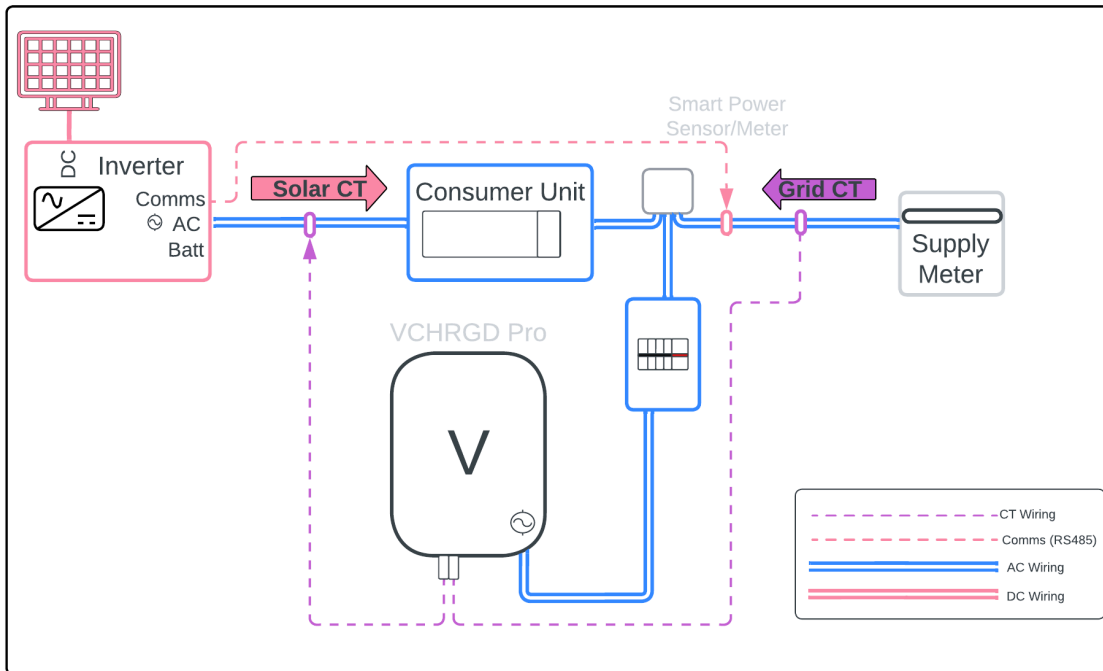 Smart Power
Sensor/Meter
DC
Inverter
Comms
AC
Batt
Solar CT
Consumer Unit
Grid CT
Supply
Meter
VCHRGD Pro
V
CT Wiring
Comms (RS485)
AC Wiring
DC Wiring